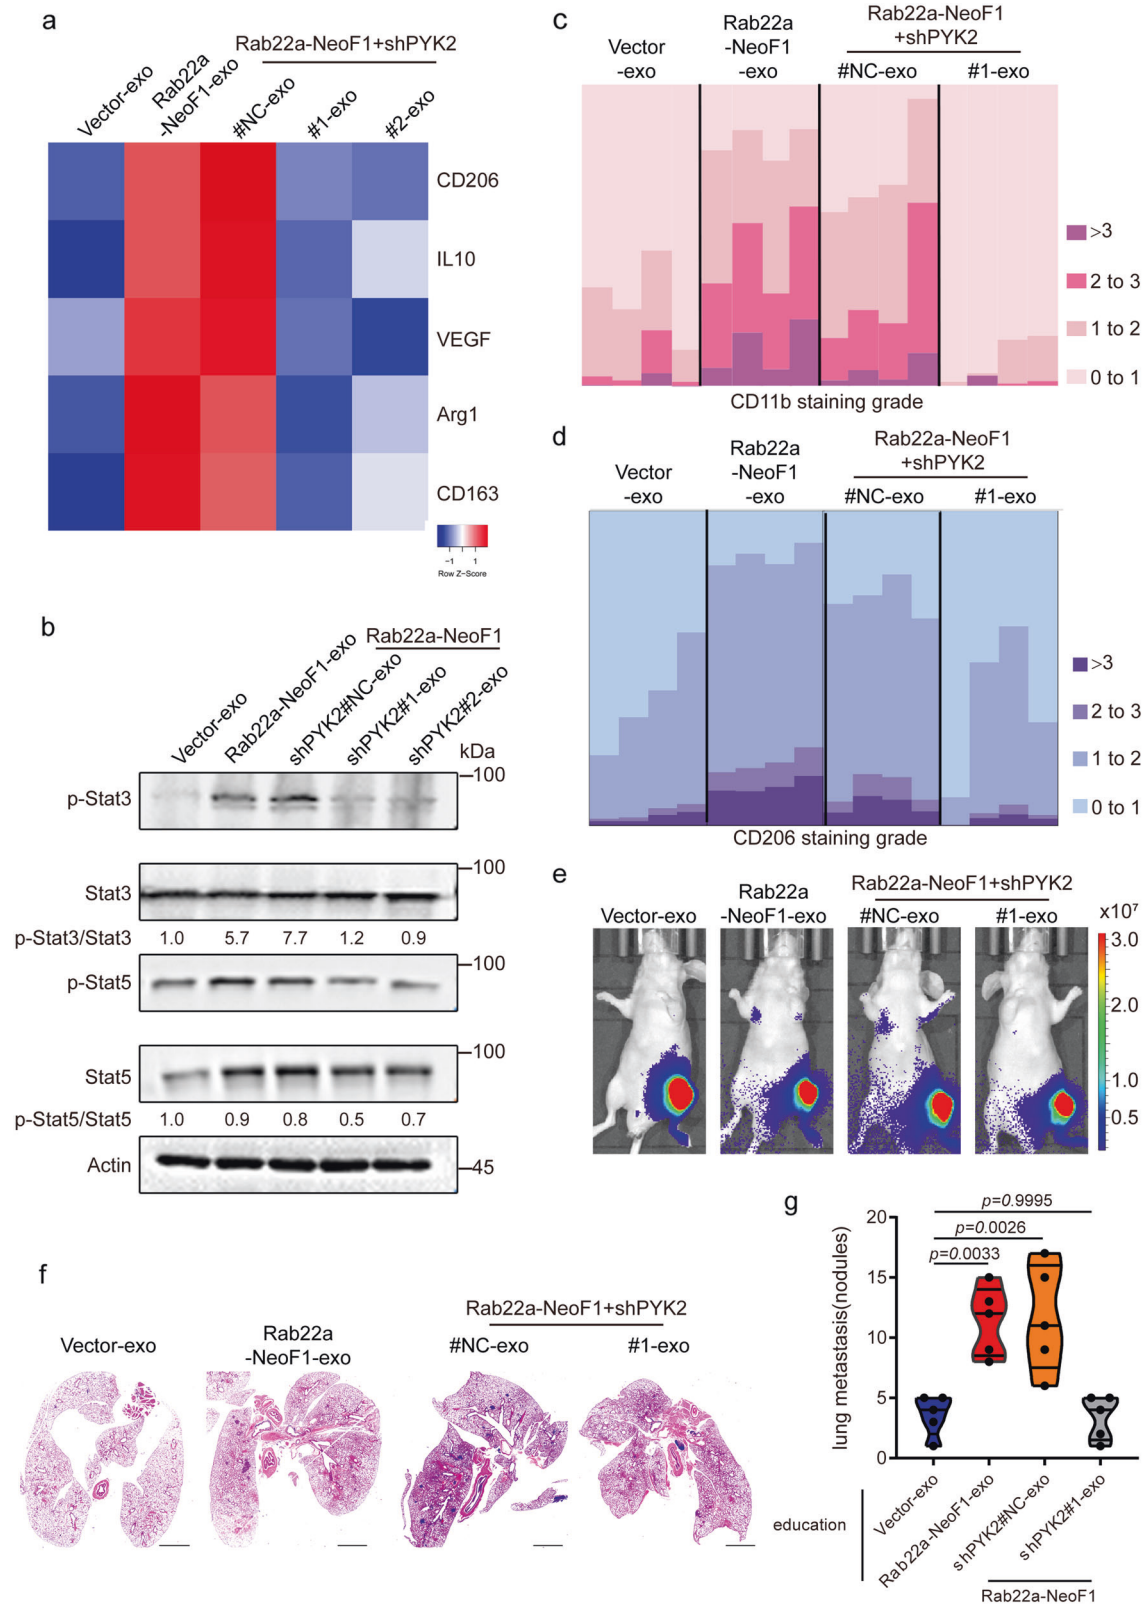 a
Rab22a-NeoF1+shPYK2
Vector-exo
Rab22a
-NeoF1-exo
#NC-exo
#1-exo
#2-exo
CD206
IL10
VEGF
Arg1
CD163
−1 1
Row Z−Score
b
Rab22a-NeoF1
Vector-exo
Rab22a-NeoF1-exo
shPYK2#NC-exo
shPYK2#1-exo
shPYK2#2-exo
kDa
p-Stat3
100
Stat3
100
p-Stat3/Stat3 1.0 5.7 7.7 1.2 0.9
p-Stat5
100
Stat5
100
p-Stat5/Stat5 1.0 0.9 0.8 0.5 0.7
Actin
45
c
Vector
-exo
Rab22a
-NeoF1
-exo
Rab22a-NeoF1
+shPYK2
#NC-exo
#1-exo
>3
2 to 3
1 to 2
0 to 1
CD11b staining grade
d
Vector
-exo
Rab22a
-NeoF1
-exo
Rab22a-NeoF1
+shPYK2
#NC-exo
#1-exo
>3
2 to 3
1 to 2
0 to 1
CD206 staining grade
e
Vector-exo
Rab22a
-NeoF1-exo
Rab22a-NeoF1+shPYK2
#NC-exo
#1-exo
x10⁷
3.0
2.0
1.0
0.5
f
Vector-exo
Rab22a
-NeoF1-exo
Rab22a-NeoF1+shPYK2
#NC-exo
#1-exo
g
p=0.9995
p=0.0026
p=0.0033
lung metastasis(nodules)
20
15
10
5
0
education
Vector-exo
Rab22a-NeoF1-exo
shPYK2#NC-exo
shPYK2#1-exo
Rab22a-NeoF1